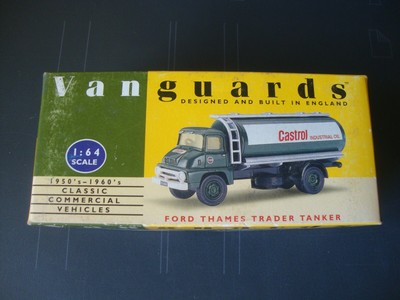 Vanguards
DESIGNED AND BUILT IN ENGLAND
1:64
SCALE
1950's-1960's
CLASSIC
COMMERCIAL
VEHICLES
Castrol INDUSTRIAL OIL
FORD THAMES TRADER TANKER